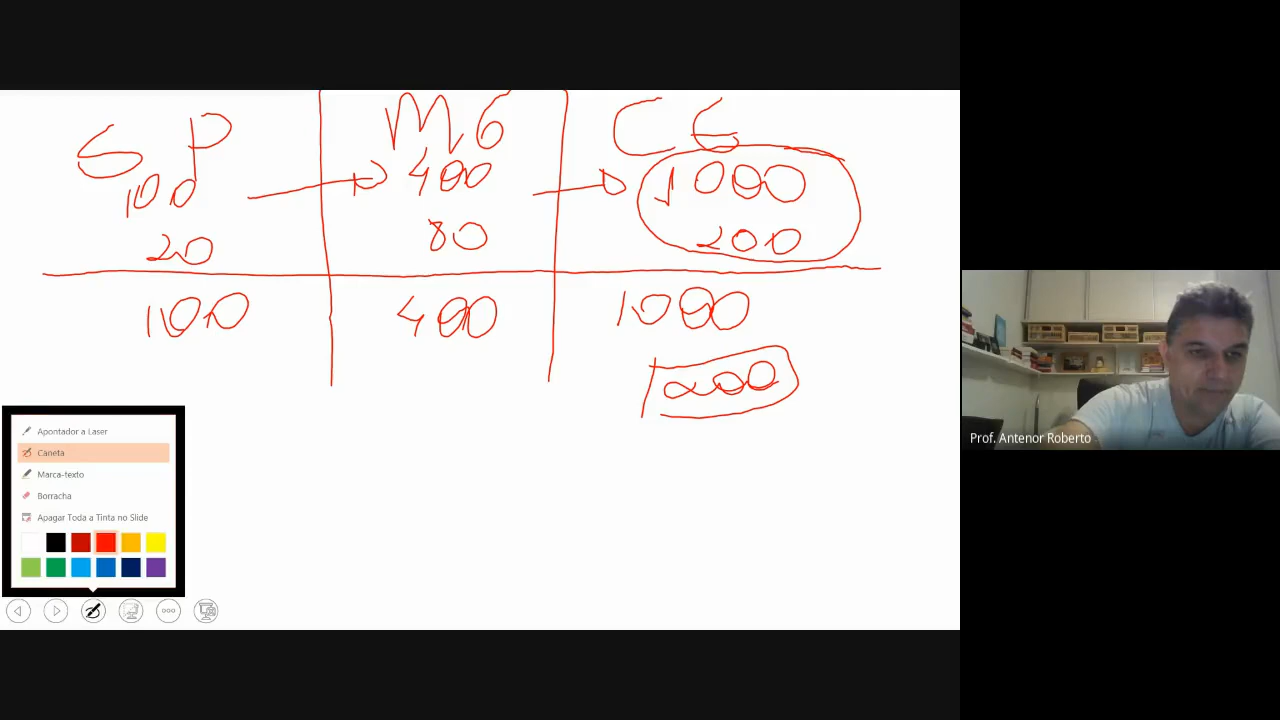 SP MG CE
100 400 1000
20 80 200
100 400 1000
200
Prof. Antenor Roberto
Apontador a Laser
Caneta
Marca-texto
Borracha
Apagar Toda a Tinta no Slide